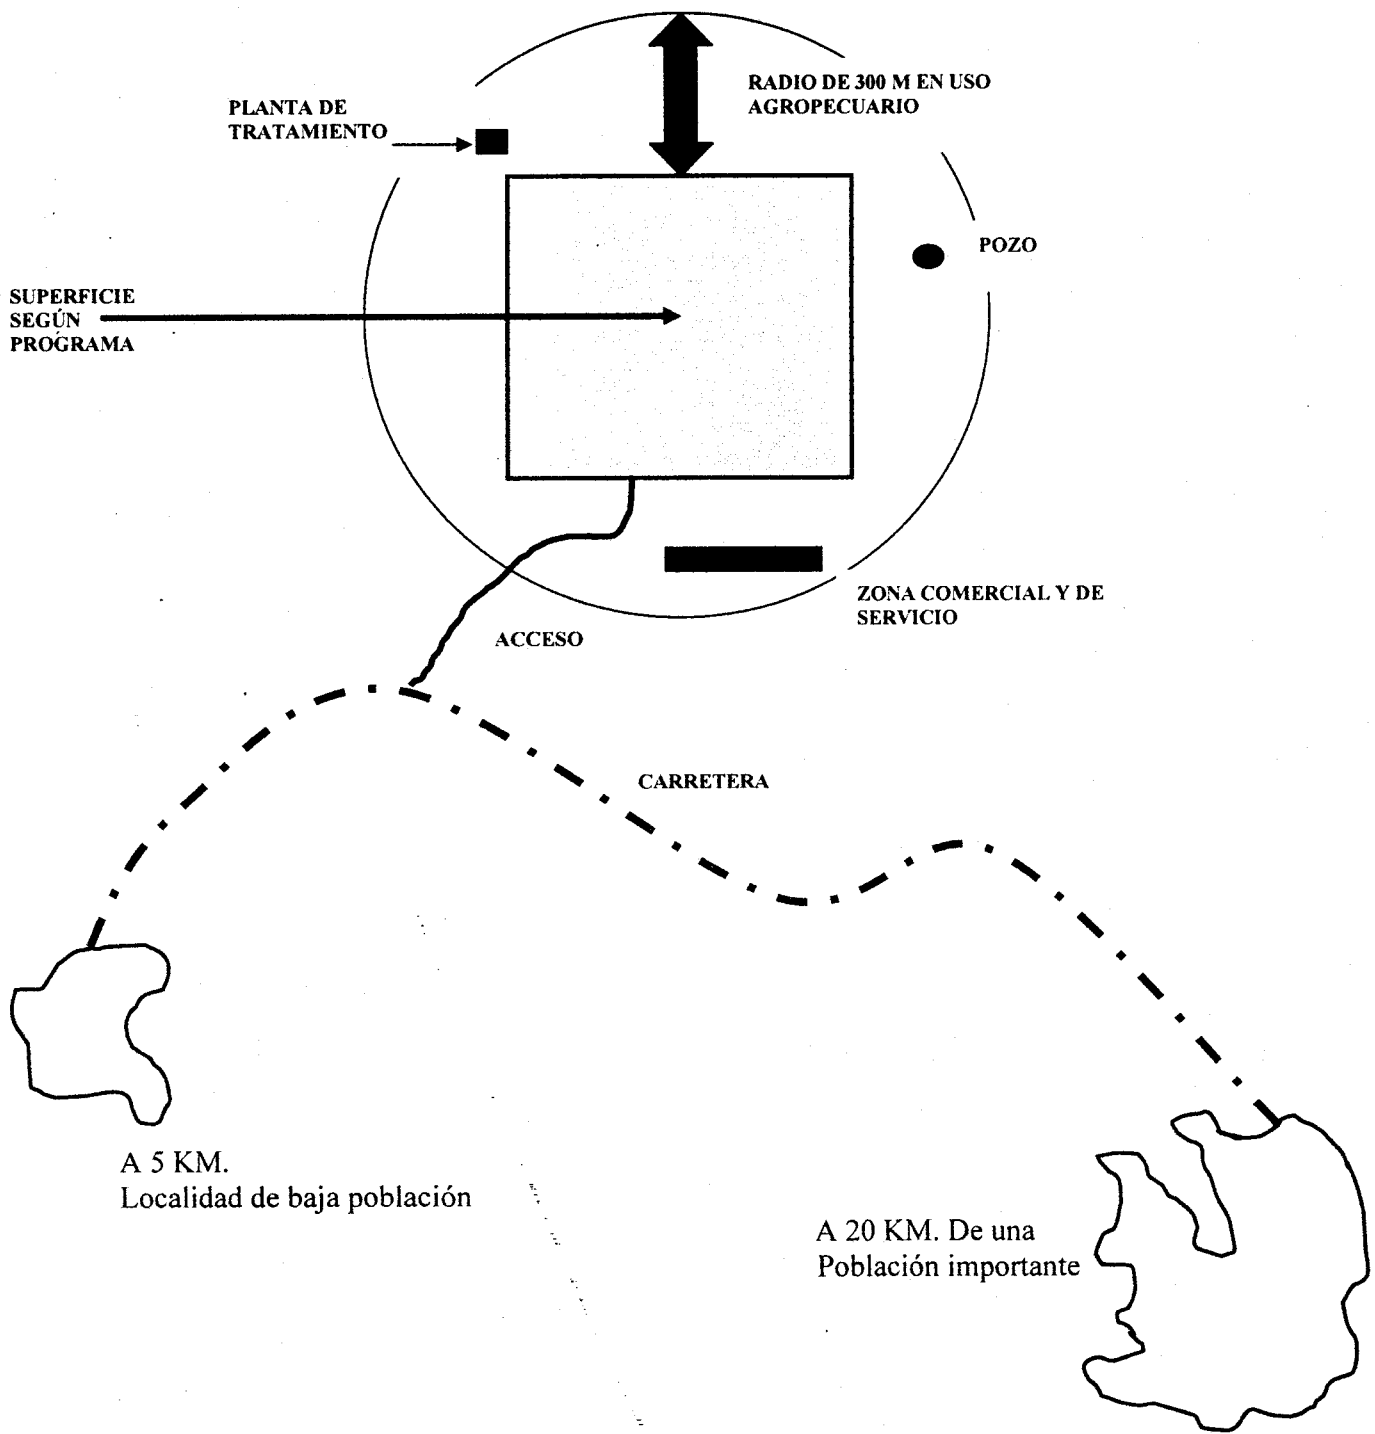 RADIO DE 300 M EN USO
AGROPECUARIO
PLANTA DE
TRATAMIENTO
POZO
SUPERFICIE
SEGÚN
PROGRAMA
ZONA COMERCIAL Y DE
SERVICIO
ACCESO
CARRETERA
A 5 KM.
Localidad de baja población
A 20 KM. De una
Población importante